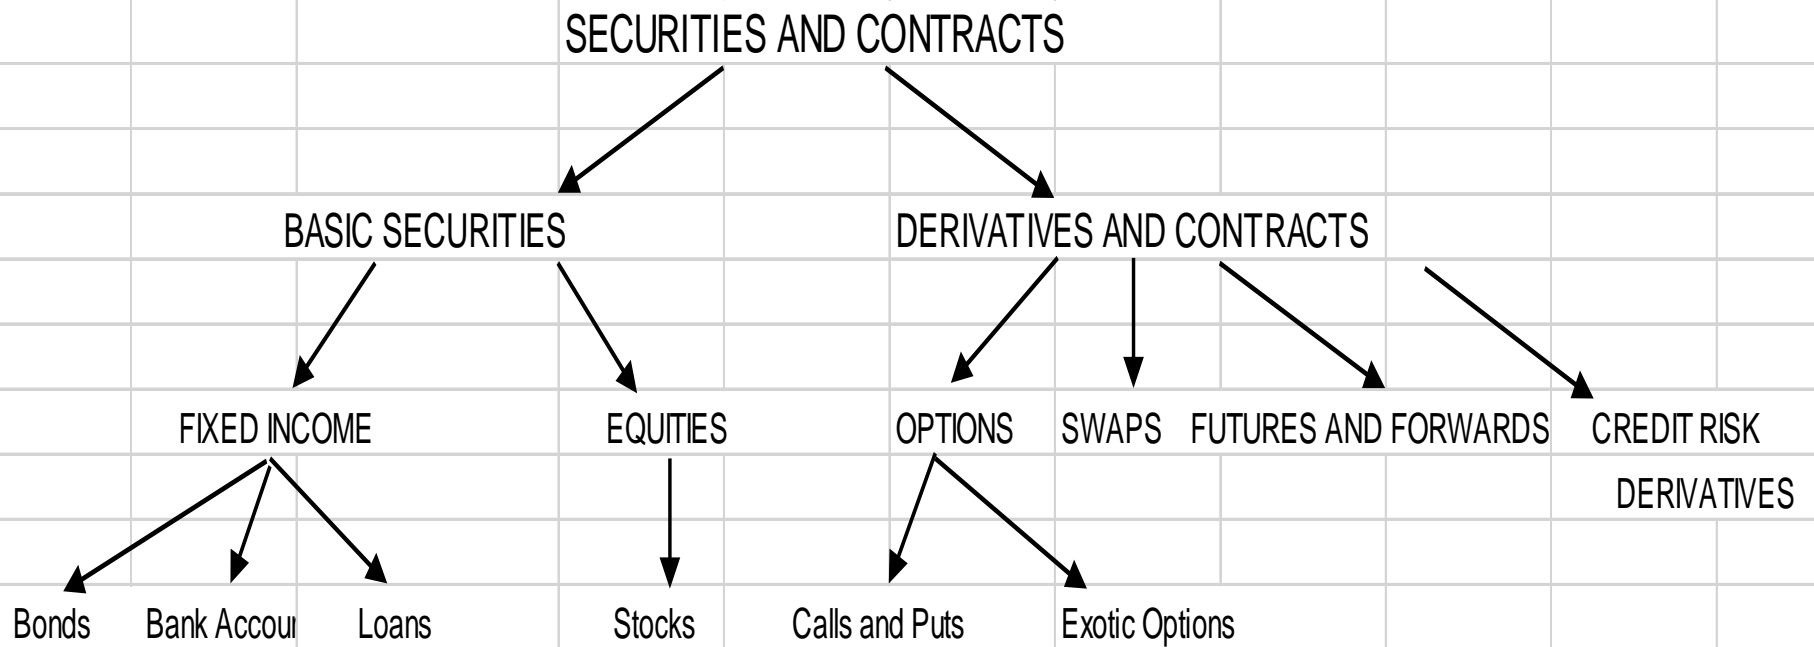 SECURITIES AND CONTRACTS
BASIC SECURITIES
DERIVATIVES AND CONTRACTS
FIXED INCOME
EQUITIES
OPTIONS
SWAPS
FUTURES AND FORWARDS
CREDIT RISK
DERIVATIVES
Bonds
Bank Accour
Loans
Stocks
Calls and Puts
Exotic Options